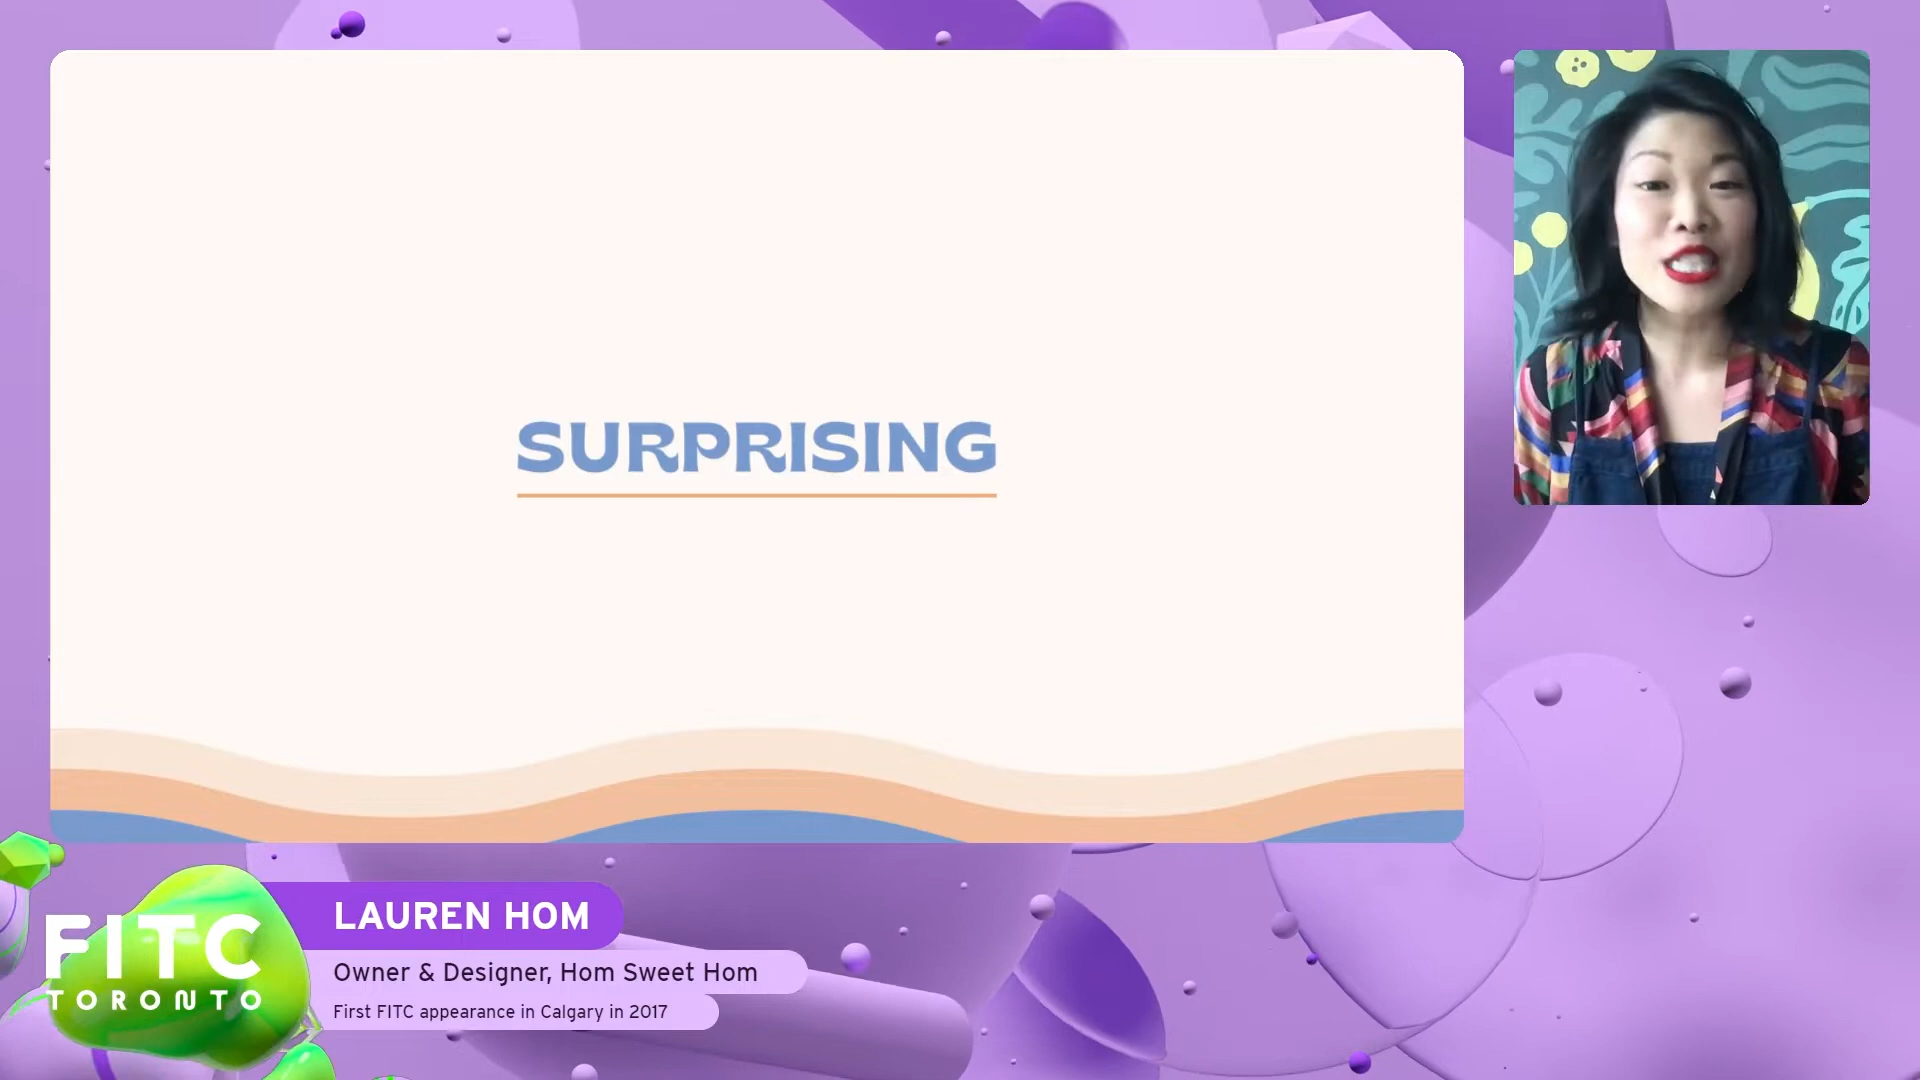 SURPRISING
FITC
TORONTO
LAUREN HOM
Owner & Designer, Hom Sweet Hom
First FITC appearance in Calgary in 2017